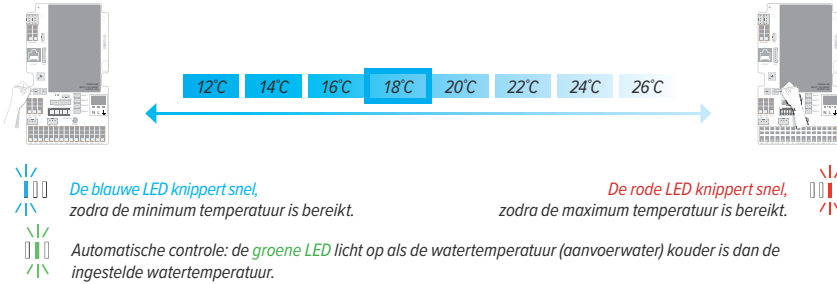 12°C 14°C 16°C 18°C 20°C 22°C 24°C 26°C
De blauwe LED knippert snel,
zodra de minimum temperatuur is bereikt.
De rode LED knippert snel,
zodra de maximum temperatuur is bereikt.
Automatische controle: de groene LED licht op als de watertemperatuur (aanvoerwater) kouder is dan de
ingestelde watertemperatuur.